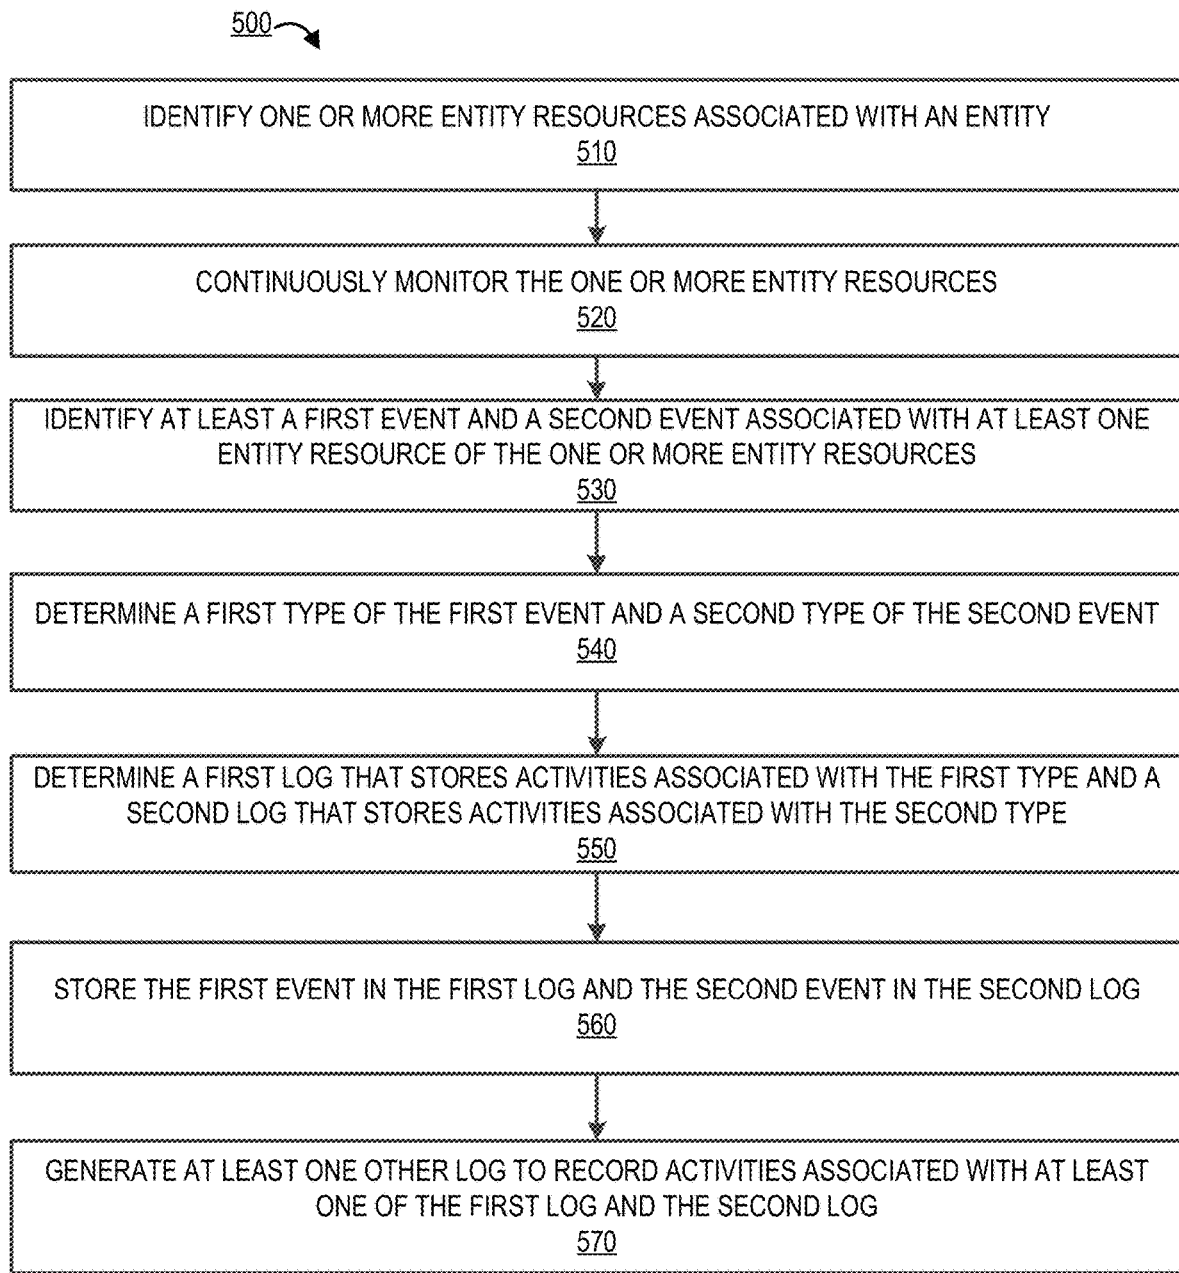 500
IDENTIFY ONE OR MORE ENTITY RESOURCES ASSOCIATED WITH AN ENTITY
510
CONTINUOUSLY MONITOR THE ONE OR MORE ENTITY RESOURCES
520
IDENTIFY AT LEAST A FIRST EVENT AND A SECOND EVENT ASSOCIATED WITH AT LEAST ONE
ENTITY RESOURCE OF THE ONE OR MORE ENTITY RESOURCES
530
DETERMINE A FIRST TYPE OF THE FIRST EVENT AND A SECOND TYPE OF THE SECOND EVENT
540
DETERMINE A FIRST LOG THAT STORES ACTIVITIES ASSOCIATED WITH THE FIRST TYPE AND A
SECOND LOG THAT STORES ACTIVITIES ASSOCIATED WITH THE SECOND TYPE
550
STORE THE FIRST EVENT IN THE FIRST LOG AND THE SECOND EVENT IN THE SECOND LOG
560
GENERATE AT LEAST ONE OTHER LOG TO RECORD ACTIVITIES ASSOCIATED WITH AT LEAST
ONE OF THE FIRST LOG AND THE SECOND LOG
570